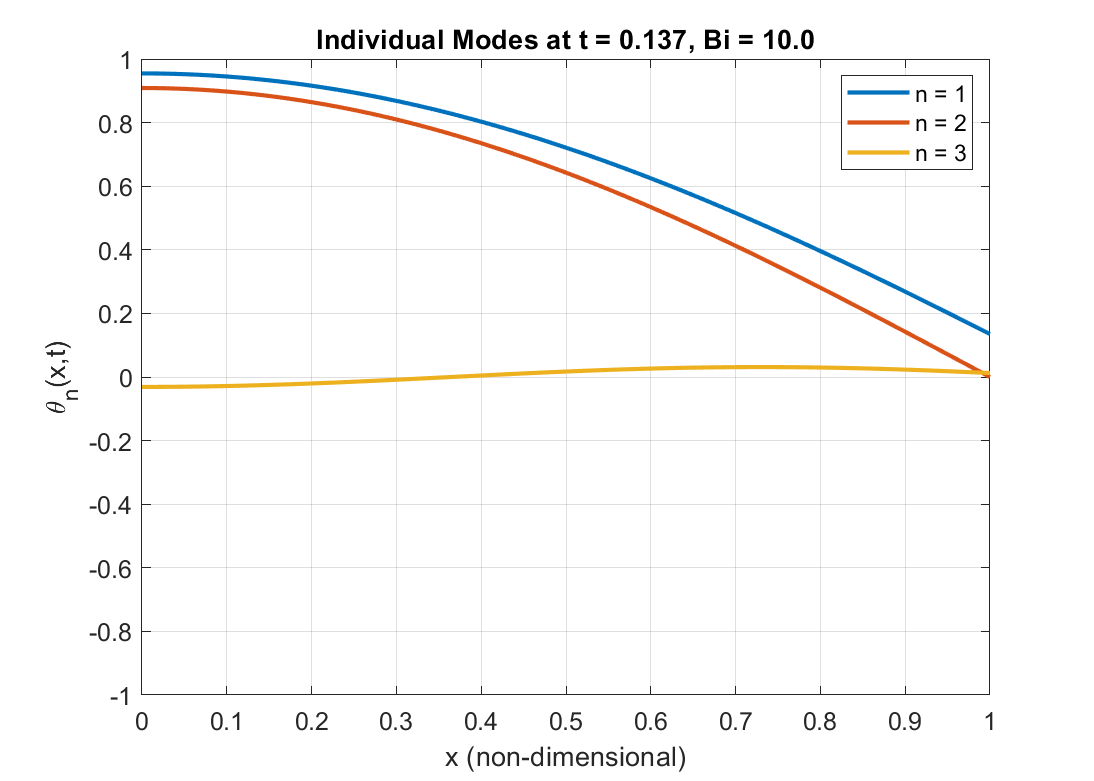 Individual Modes at t = 0.137, Bi = 10.0
n = 1
n = 2
n = 3
1
0.8
0.6
0.4
0.2
0
-0.2
-0.4
-0.6
-0.8
-1
θn(x,t)
0 0.1 0.2 0.3 0.4 0.5 0.6 0.7 0.8 0.9 1
x (non-dimensional)